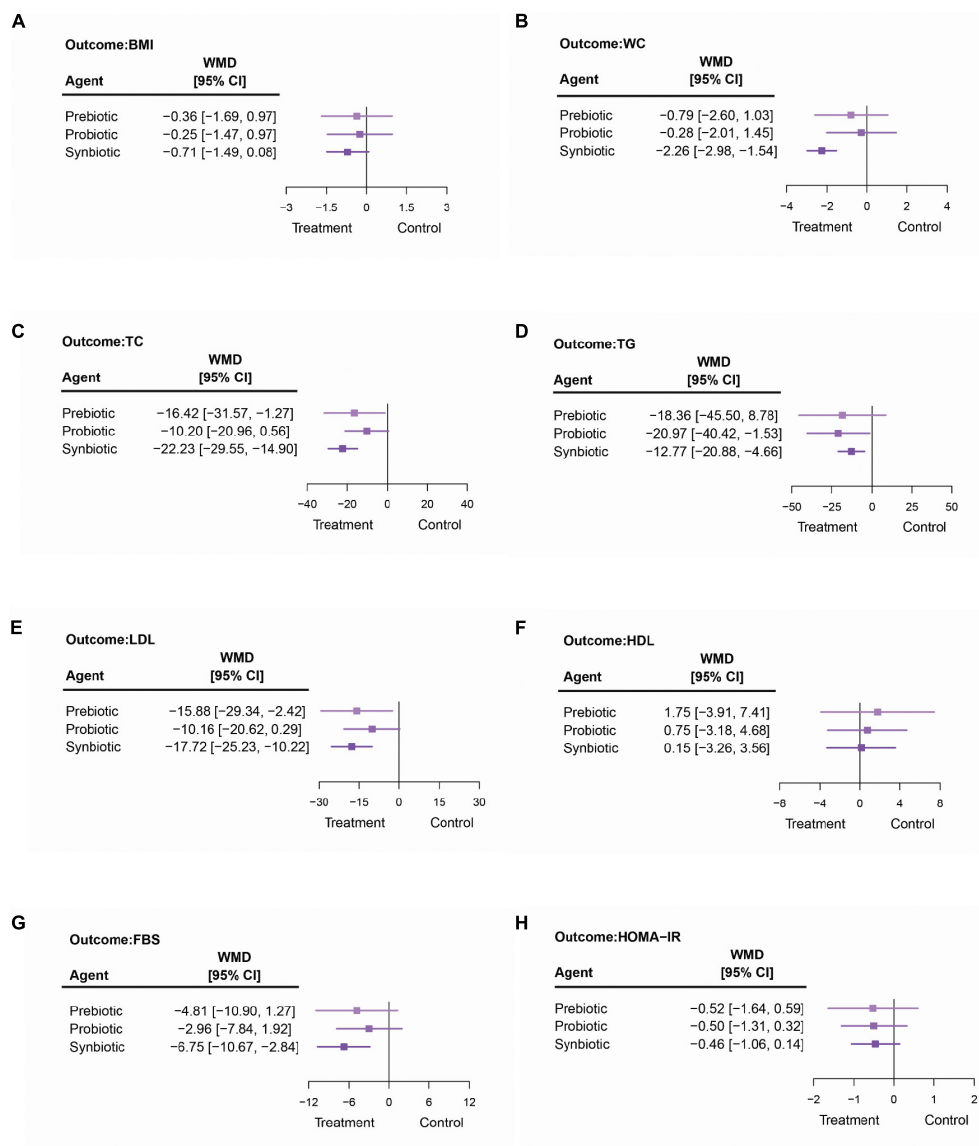 A
Outcome:BMI
WMD
Agent [95% CI]
Prebiotic −0.36 [−1.69, 0.97]
Probiotic −0.25 [−1.47, 0.97]
Synbiotic −0.71 [−1.49, 0.08]
−3 −1.5 0 1.5 3
Treatment Control
B
Outcome:WC
WMD
Agent [95% CI]
Prebiotic −0.79 [−2.60, 1.03]
Probiotic −0.28 [−2.01, 1.45]
Synbiotic −2.26 [−2.98, −1.54]
−4 −2 0 2 4
Treatment Control
C
Outcome:TC
WMD
Agent [95% CI]
Prebiotic −16.42 [−31.57, −1.27]
Probiotic −10.20 [−20.96, 0.56]
Synbiotic −22.23 [−29.55, −14.90]
−40 −20 0 20 40
Treatment Control
D
Outcome:TG
WMD
Agent [95% CI]
Prebiotic −18.36 [−45.50, 8.78]
Probiotic −20.97 [−40.42, −1.53]
Synbiotic −12.77 [−20.88, −4.66]
−50 −25 0 25 50
Treatment Control
E
Outcome:LDL
WMD
Agent [95% CI]
Prebiotic −15.88 [−29.34, −2.42]
Probiotic −10.16 [−20.62, 0.29]
Synbiotic −17.72 [−25.23, −10.22]
−30 −15 0 15 30
Treatment Control
F
Outcome:HDL
WMD
Agent [95% CI]
Prebiotic 1.75 [−3.91, 7.41]
Probiotic 0.75 [−3.18, 4.68]
Synbiotic 0.15 [−3.26, 3.56]
−8 −4 0 4 8
Treatment Control
G
Outcome:FBS
WMD
Agent [95% CI]
Prebiotic −4.81 [−10.90, 1.27]
Probiotic −2.96 [−7.84, 1.92]
Synbiotic −6.75 [−10.67, −2.84]
−12 −6 0 6 12
Treatment Control
H
Outcome:HOMA−IR
WMD
Agent [95% CI]
Prebiotic −0.52 [−1.64, 0.59]
Probiotic −0.50 [−1.31, 0.32]
Synbiotic −0.46 [−1.06, 0.14]
−2 −1 0 1 2
Treatment Control